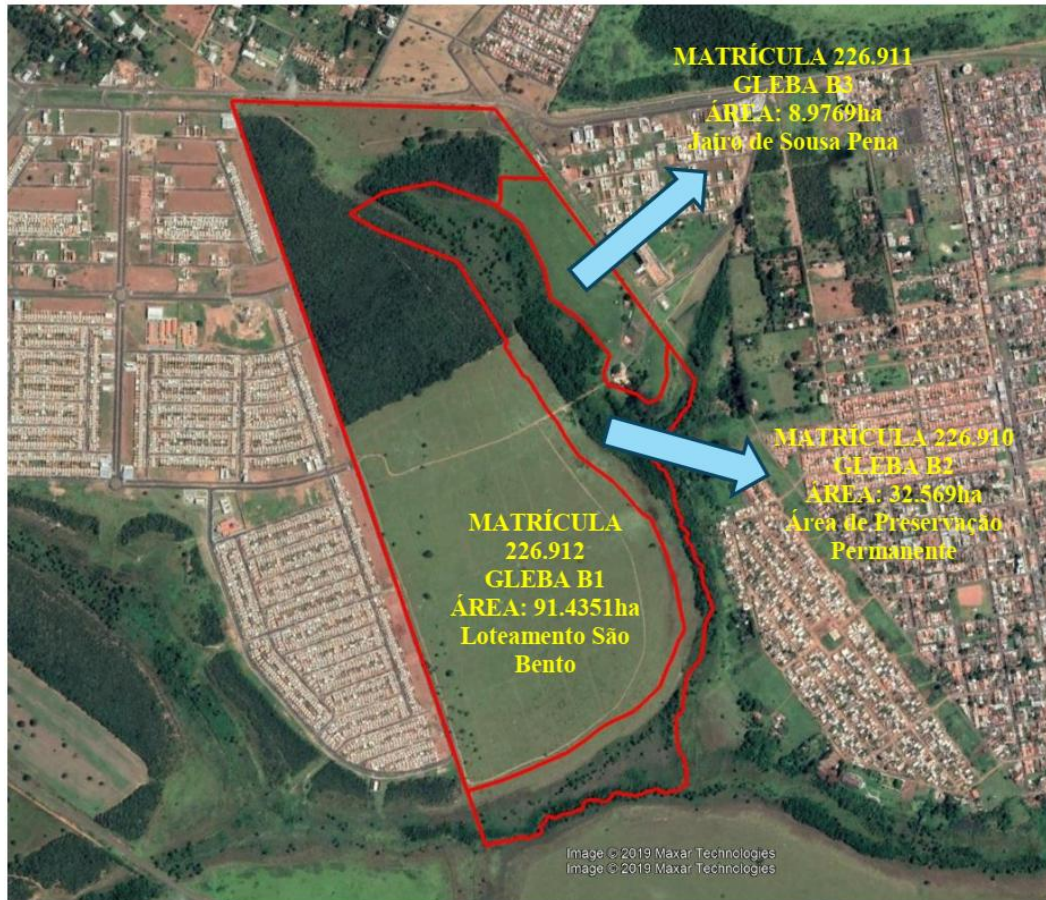 MATRÍCULA 226.911
GLEBA B3
ÁREA: 8.9769ha
Jairo de Sousa Pena
MATRÍCULA 226.910
GLEBA B2
ÁREA: 32.569ha
Área de Preservação
Permanente
MATRÍCULA
226.912
GLEBA B1
ÁREA: 91.4351ha
Loteamento São
Bento
Image © 2019 Maxar Technologies
Image © 2019 Maxar Technologies